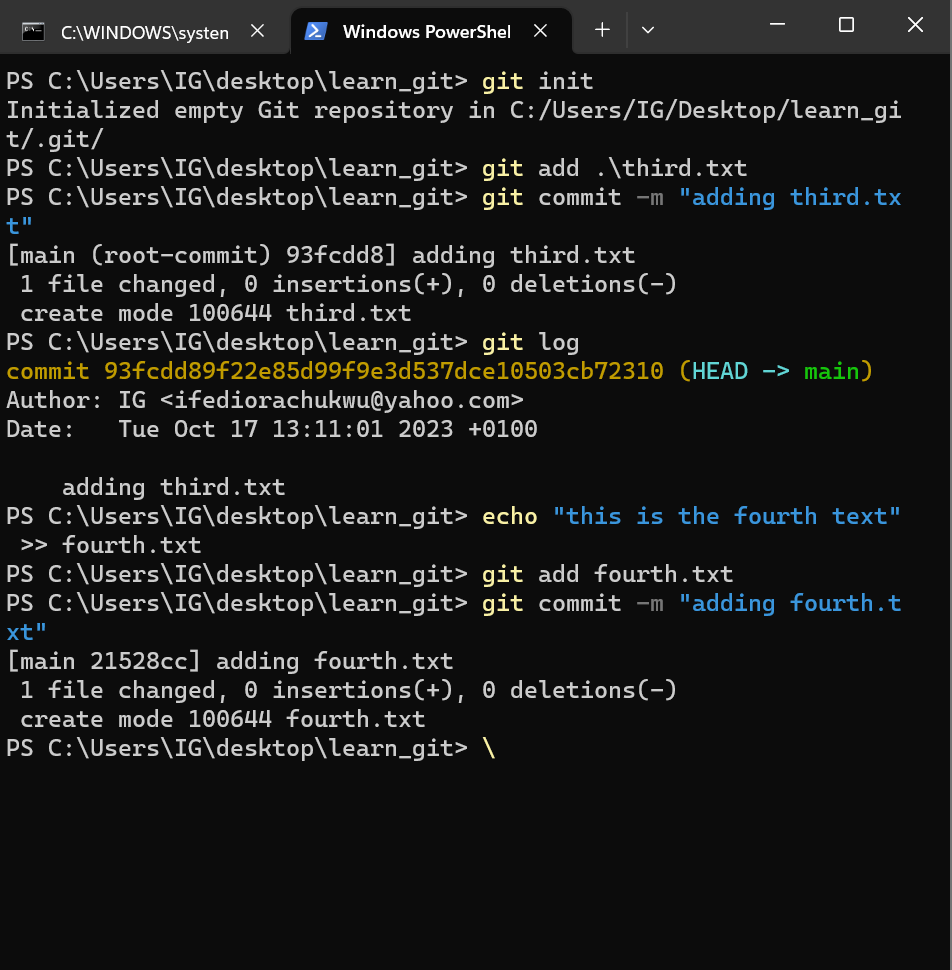 C:\WINDOWS\systen
Windows PowerShel
PS C:\Users\IG\desktop\learn_git> git init
Initialized empty Git repository in C:/Users/IG/Desktop/learn_gi
t/.git/
PS C:\Users\IG\desktop\learn_git> git add .\third.txt
PS C:\Users\IG\desktop\learn_git> git commit -m "adding third.tx
t"
[main (root-commit) 93fcdd8] adding third.txt
 1 file changed, 0 insertions(+), 0 deletions(-)
 create mode 100644 third.txt
PS C:\Users\IG\desktop\learn_git> git log
commit 93fcdd89f22e85d99f9e3d537dce10503cb72310 (HEAD -> main)
Author: IG <ifediorachukwu@yahoo.com>
Date:   Tue Oct 17 13:11:01 2023 +0100

    adding third.txt
PS C:\Users\IG\desktop\learn_git> echo "this is the fourth text"
 >> fourth.txt
PS C:\Users\IG\desktop\learn_git> git add fourth.txt
PS C:\Users\IG\desktop\learn_git> git commit -m "adding fourth.t
xt"
[main 21528cc] adding fourth.txt
 1 file changed, 0 insertions(+), 0 deletions(-)
 create mode 100644 fourth.txt
PS C:\Users\IG\desktop\learn_git> \